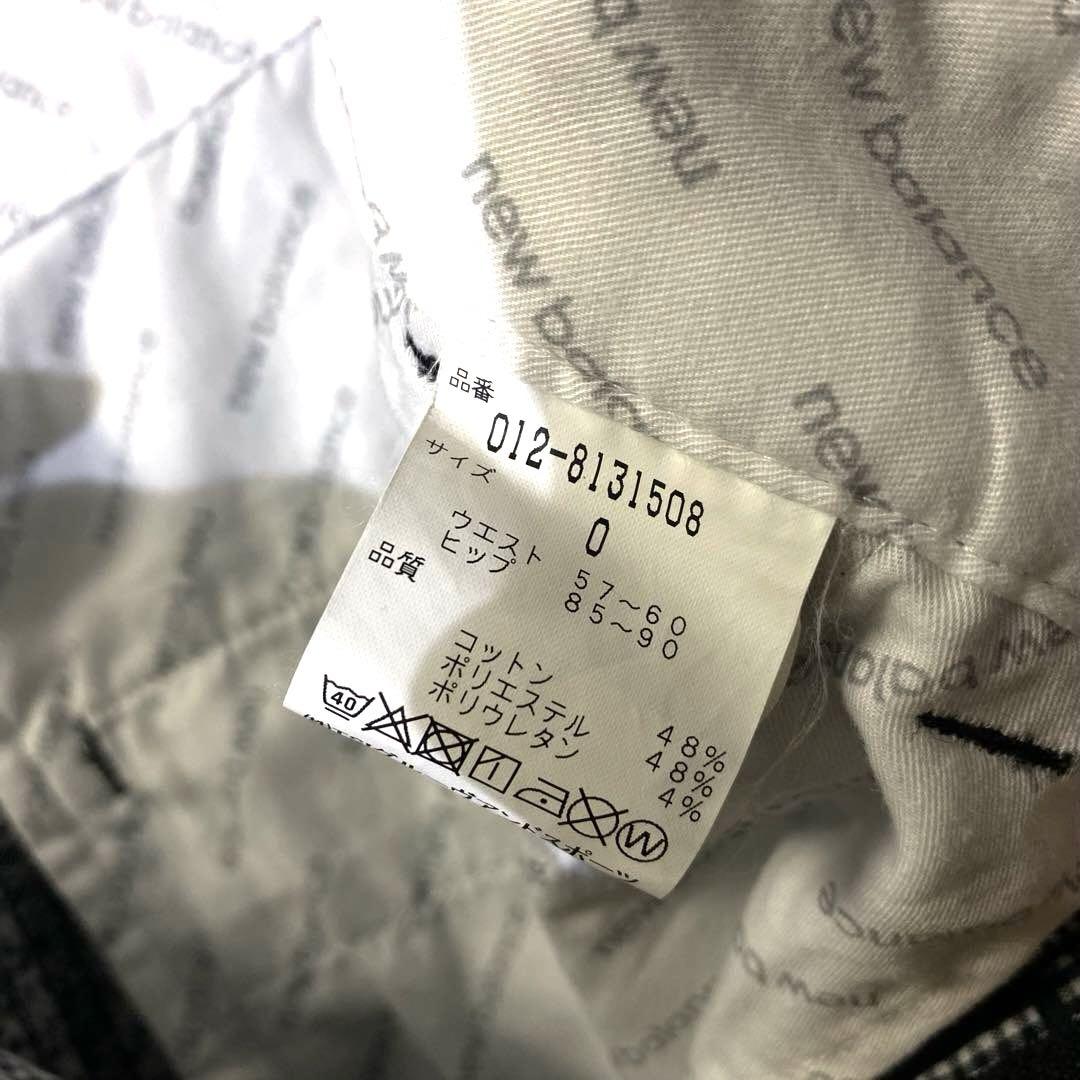 new balance
new balance
new balance
new
new balance
品番
012-8131508
サイズ
0
ウエスト 57～60
ヒップ 85～90
品質
コットン 48%
ポリエステル 48%
ポリウレタン 4%
40
W